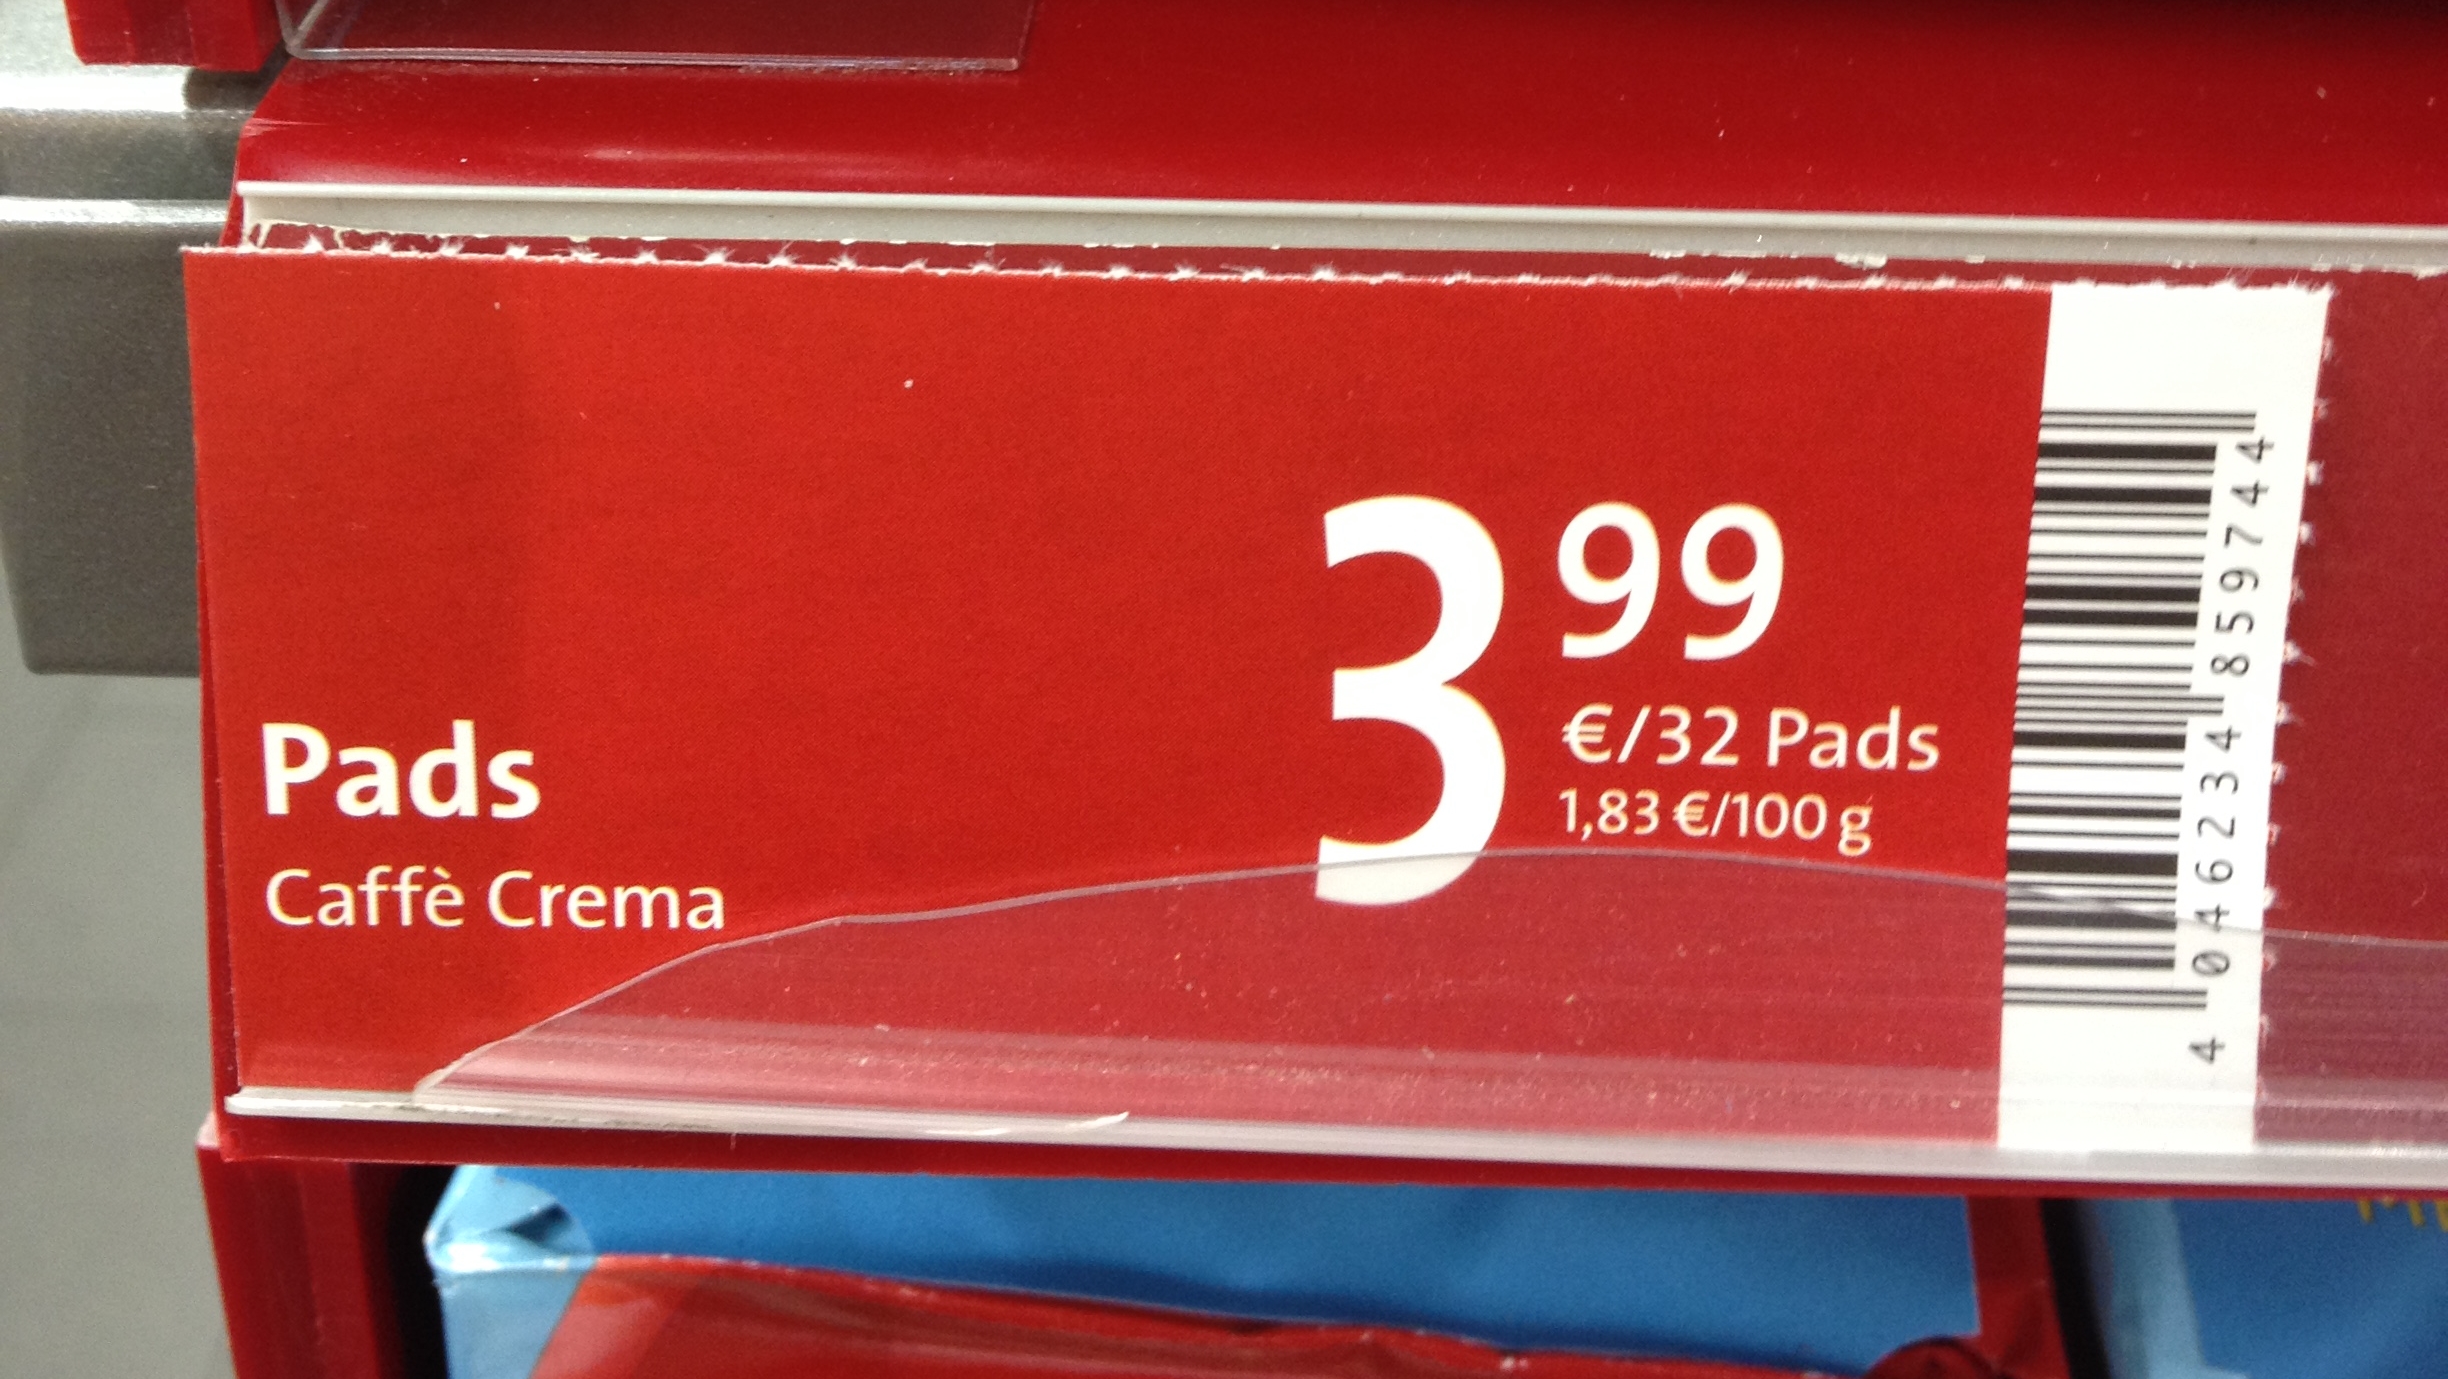 Pads
Caffè Crema
3 99
€/32 Pads
1,83 €/100 g
4 046234 859744